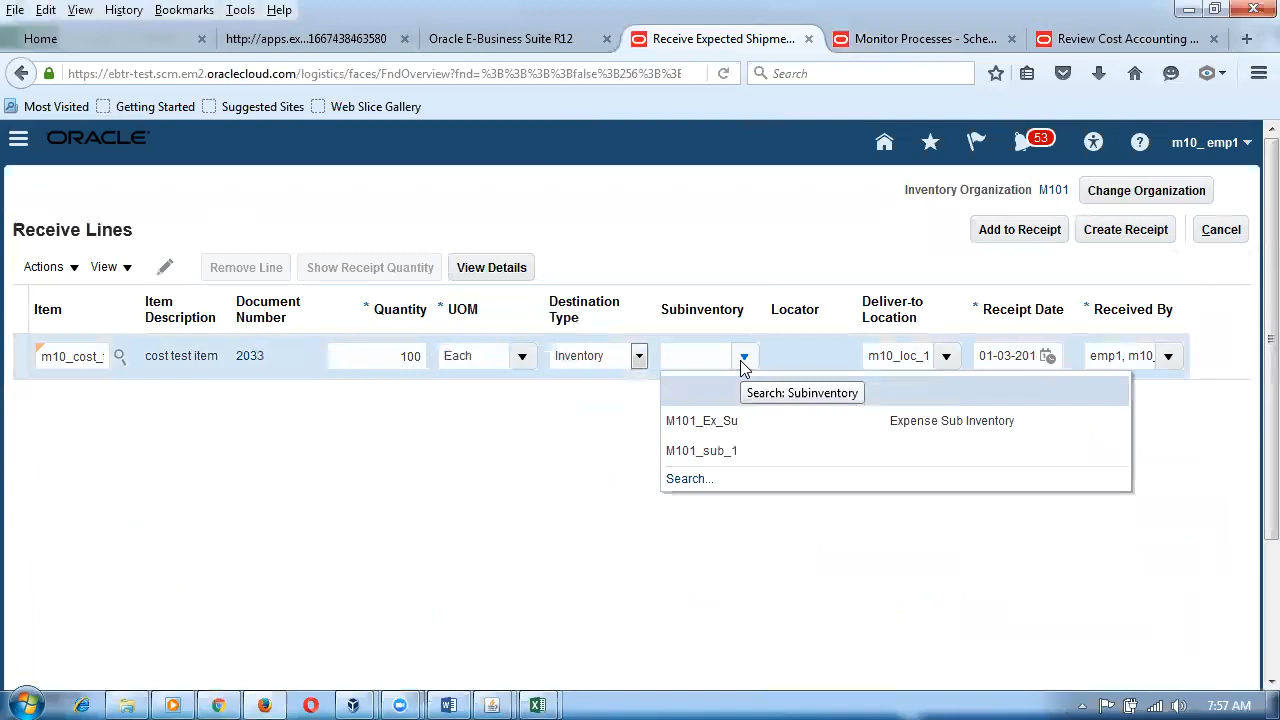 File Edit View History Bookmarks Tools Help
Home
http://apps.ex...1667438463580
Oracle E-Business Suite R12
Receive Expected Shipme...
Monitor Processes - Sche...
Review Cost Accounting ...
https://ebtr-test.scm.em2.oraclecloud.com/logistics/faces/FndOverview?fnd=...3B%3B%3B%3Bfalse%3B256%3B%3E
Search
Most Visited Getting Started Suggested Sites Web Slice Gallery
ORACLE
53
m10_ emp1
Inventory Organization M101 Change Organization
Receive Lines
Add to Receipt Create Receipt Cancel
Actions View Remove Line Show Receipt Quantity View Details
Item
Item Description
Document Number
* Quantity
* UOM
Destination Type
Subinventory
Locator
Deliver-to Location
* Receipt Date
* Received By
m10_cost_ cost test item 2033 100 Each Inventory m10_loc_1 01-03-201 emp1, m10_
Search: Subinventory
M101_Ex_Su Expense Sub Inventory
M101_sub_1
Search...
7:57 AM